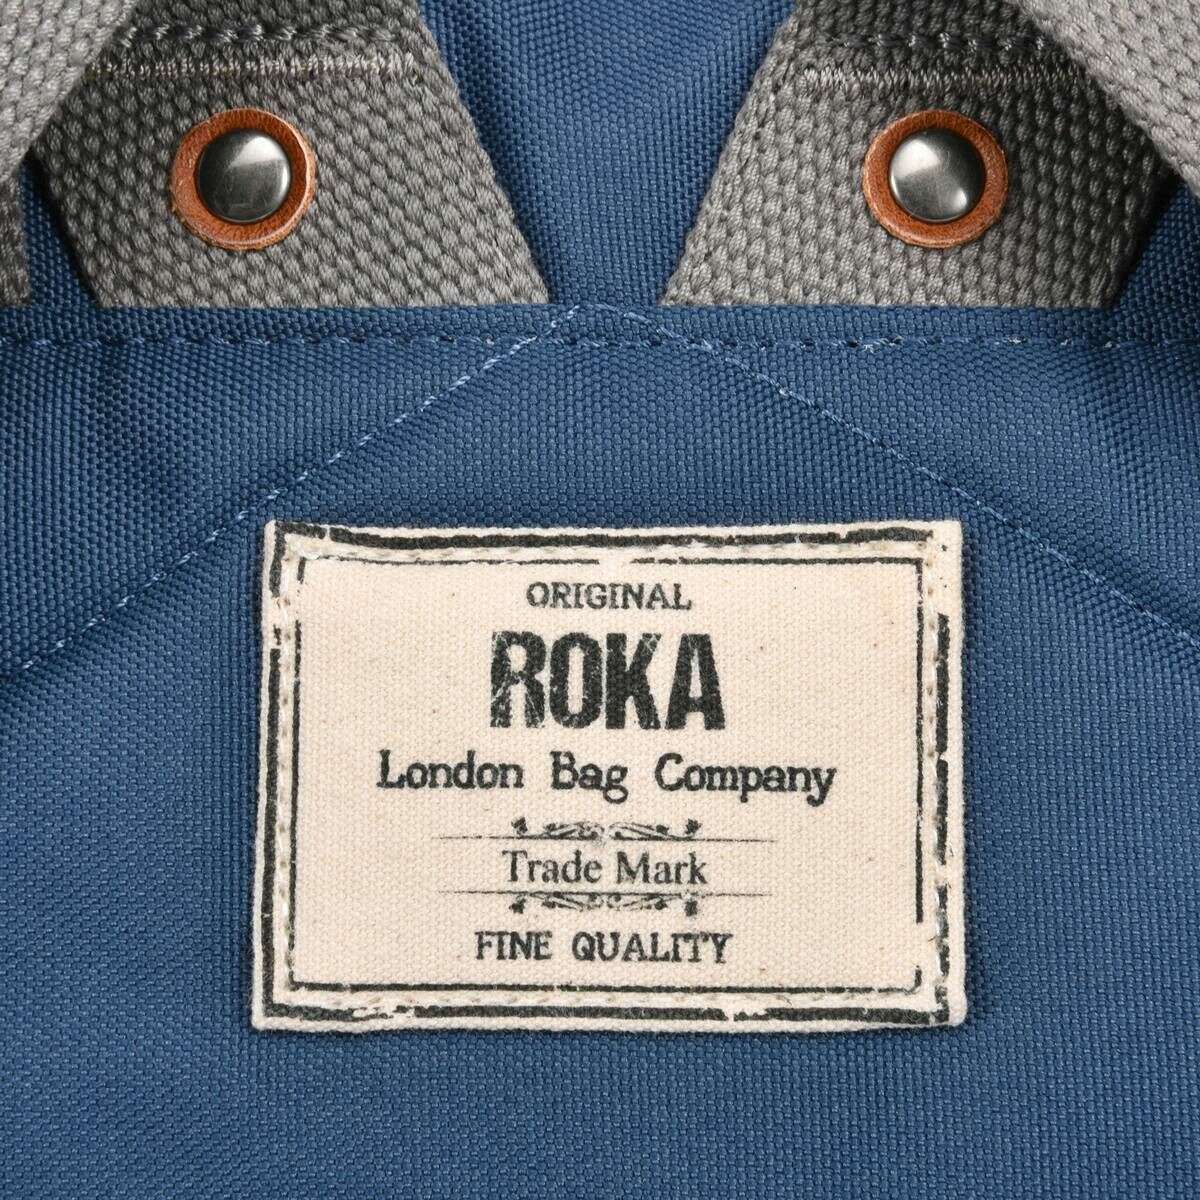 ORIGINAL
ROKA
London Bag Company
Trade Mark
FINE QUALITY